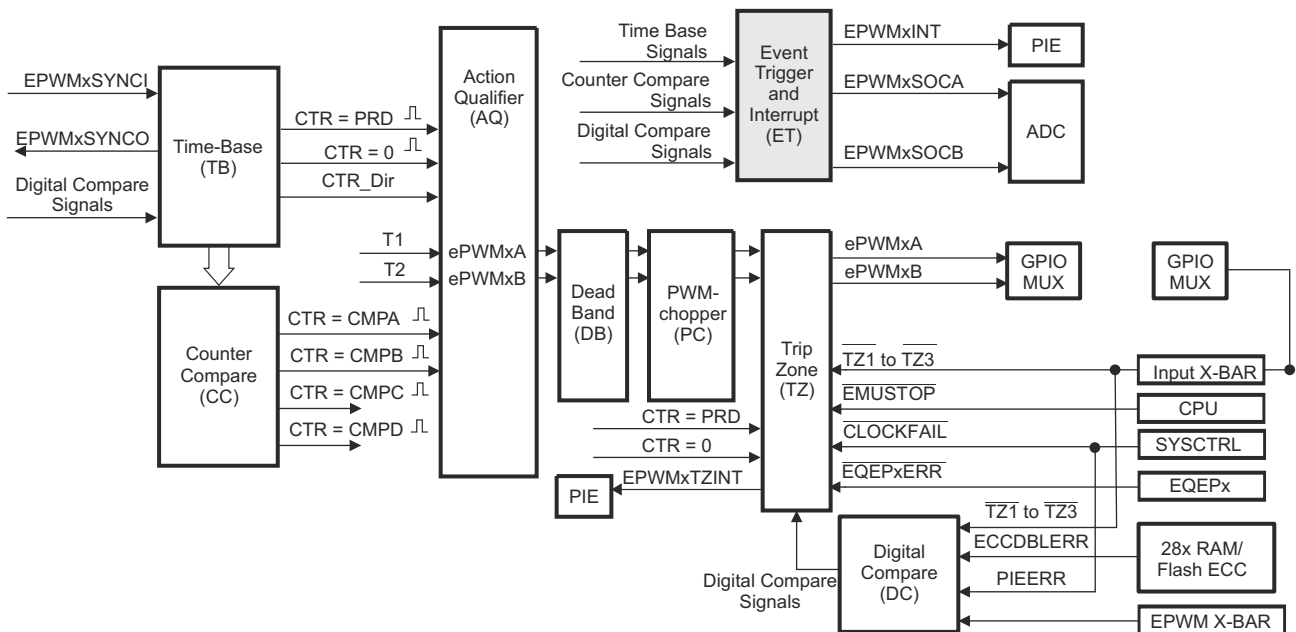 EPWMxSYNCI
EPWMxSYNCO
Digital Compare
Signals
Time-Base
(TB)
CTR = PRD
CTR = 0
CTR_Dir
Action
Qualifier
(AQ)
T1
T2
ePWMxA
ePWMxB
Counter
Compare
(CC)
CTR = CMPA
CTR = CMPB
CTR = CMPC
CTR = CMPD
Time Base
Signals
Counter Compare
Signals
Digital Compare
Signals
Event
Trigger
and
Interrupt
(ET)
EPWMxINT
EPWMxSOCA
EPWMxSOCB
PIE
ADC
Dead
Band
(DB)
PWM-
chopper
(PC)
Trip
Zone
(TZ)
ePWMxA
ePWMxB
GPIO
MUX
GPIO
MUX
TZ1 to TZ3
EMUSTOP
CLOCKFAIL
EQEPxERR
Input X-BAR
CPU
SYSCTRL
EQEPx
CTR = PRD
CTR = 0
EPWMxTZINT
PIE
Digital Compare
Signals
Digital
Compare
(DC)
TZ1 to TZ3
ECCDBLERR
PIEERR
28x RAM/
Flash ECC
EPWM X-BAR